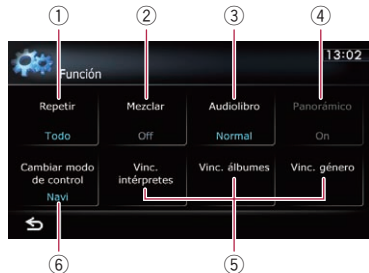 ① ② ③ ④
13:02
Función
Repetir Mezclar Audiolibro Panorámico
Todo Off Normal On
Cambiar modo de control Vinc. intérpretes Vinc. álbumes Vinc. género
Navi
⑥ ⑤